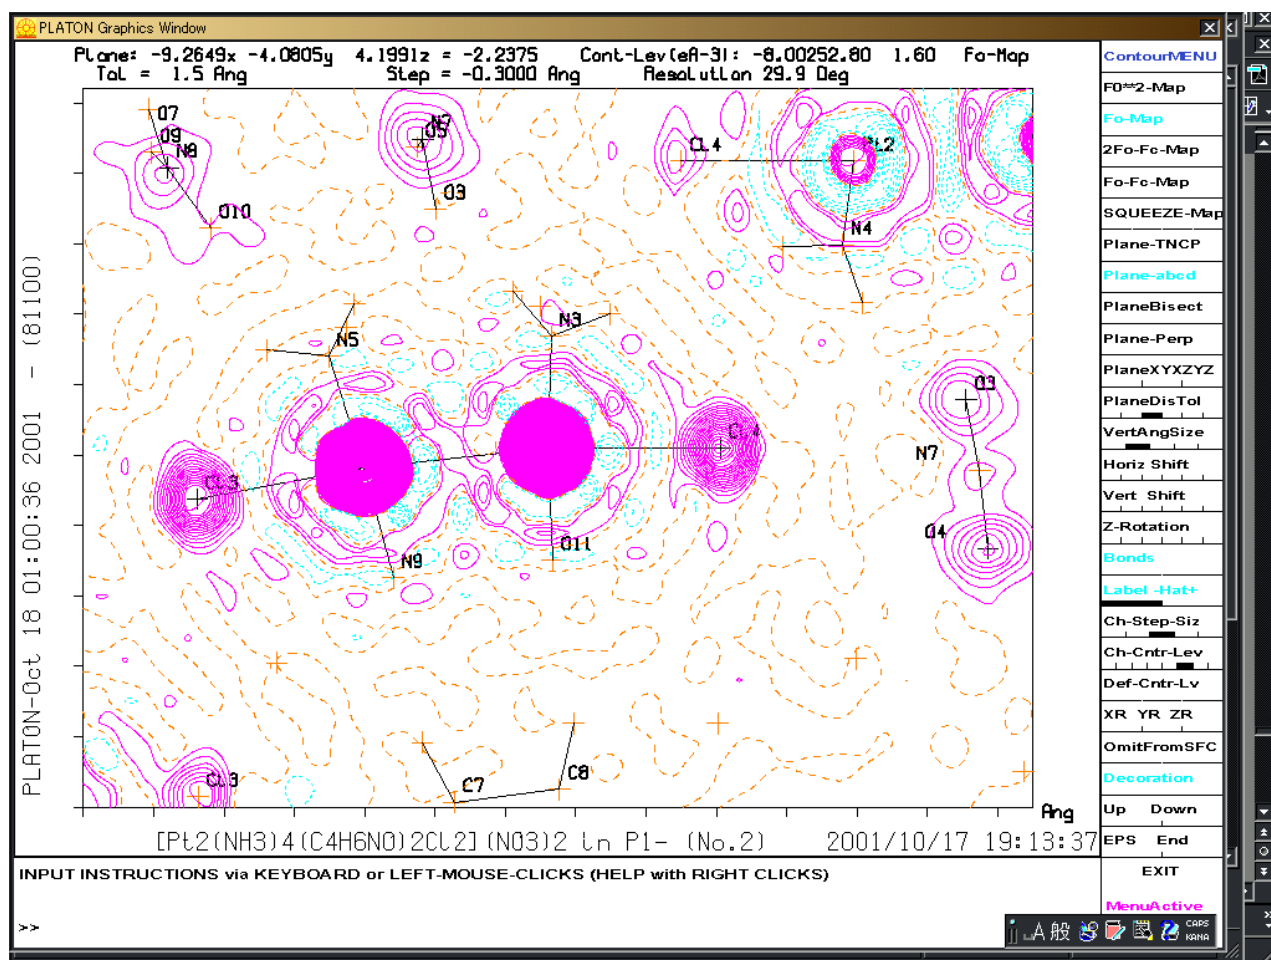 PLATON Graphics Window
Plane: -9.2649x -4.0805y 4.1991z = -2.2375 Cont-Lev(eA-3): -8.00252.80 1.60 Fo-Map
Tol = 1.5 Ang Step = -0.3000 Ang Resolution 29.9 Deg
ContourMENU
F0**2-Map
Fo-Map
2Fo-Fc-Map
Fo-Fc-Map
SQUEEZE-Map
Plane-TNCP
Plane-abcd
PlaneBisect
Plane-Perp
PlaneXYXZYZ
PlaneDisTol
VertAngSize
Horiz Shift
Vert Shift
Z-Rotation
Bonds
Label -Hat+
Ch-Step-Siz
Ch-Cntr-Lev
Def-Cntr-Lv
XR YR ZR
OmitFromSFC
Decoration
Up Down
EPS End
EXIT
MenuActive
PLATON-Oct 18 01:00:36 2001 - (81100)
O7
O9
N8
O10
N7
O5
O3
CL4
N4
N5
N3
CL3
N9
O11
O3
N7
O4
CL3
C7
C8
Ang
[Pt2(NH3)4(C4H6NO)2CL2](NO3)2 in P1- (No.2) 2001/10/17 19:13:37
INPUT INSTRUCTIONS via KEYBOARD or LEFT-MOUSE-CLICKS (HELP with RIGHT CLICKS)
>>
A 般 CAPS
KANA